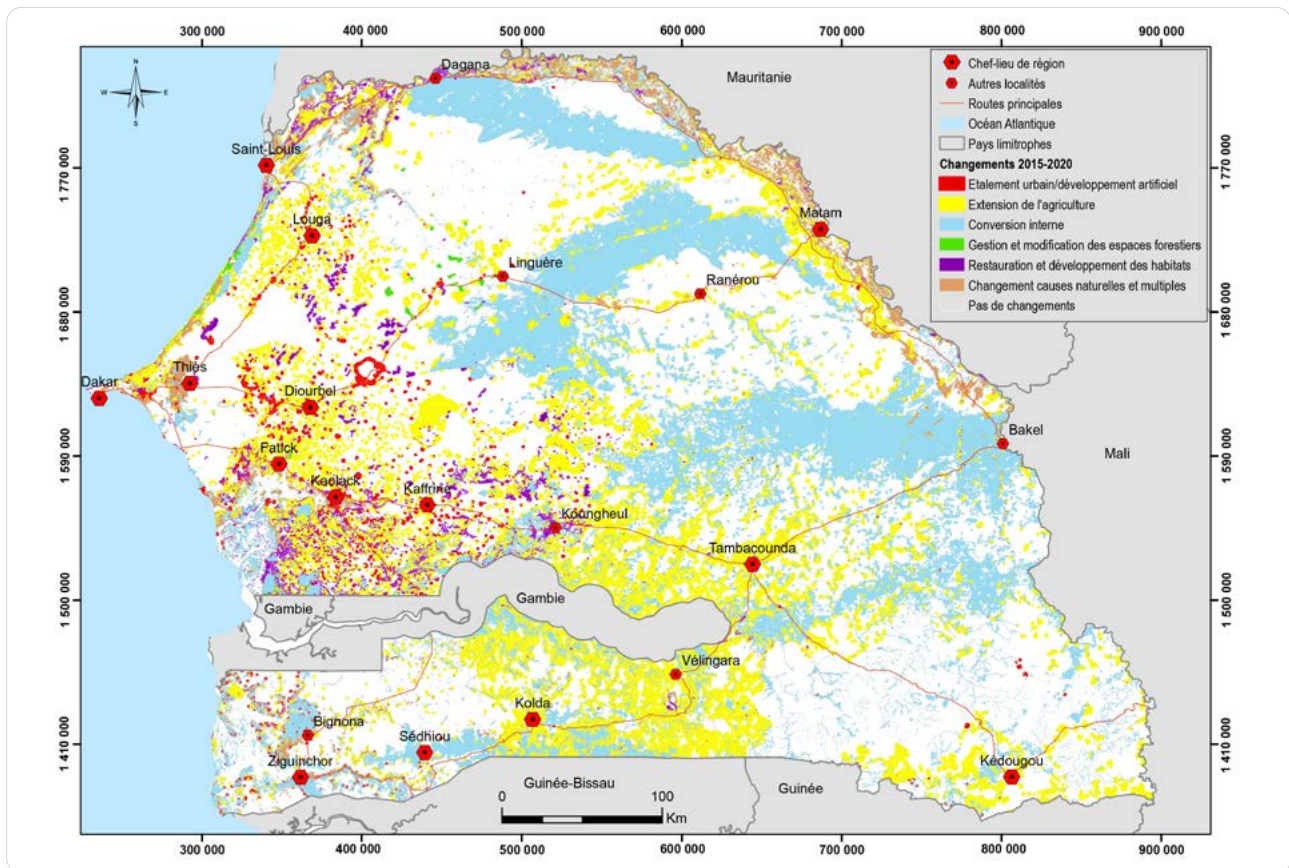 300 000
400 000
500 000
600 000
700 000
800 000
900 000
N
W
E
S
Dagana
Mauritanie
Chef-lieu de région
Autres localités
Routes principales
Océan Atlantique
Pays limitrophes
Changements 2015-2020
Etalement urbain/développement artificiel
Extension de l'agriculture
Conversion interne
Gestion et modification des espaces forestiers
Restauration et développement des habitats
Changement causes naturelles et multiples
Pas de changements
1 770 000
Saint-Louis
1 770 000
Louga
Matam
Linguère
Ranérou
1 680 000
1 680 000
Thiès
Dakar
Diourbel
Bakel
1 590 000
Fatick
Mali
1 590 000
Kaolack
Kaffrine
Koungheul
Tambacounda
1 500 000
Gambie
Gambie
1 500 000
Vélingara
Kolda
Bignona
Sédhiou
1 410 000
1 410 000
Ziguinchor
Kédougou
Guinée-Bissau
Guinée
0
100
Km
300 000
400 000
500 000
600 000
700 000
800 000
900 000